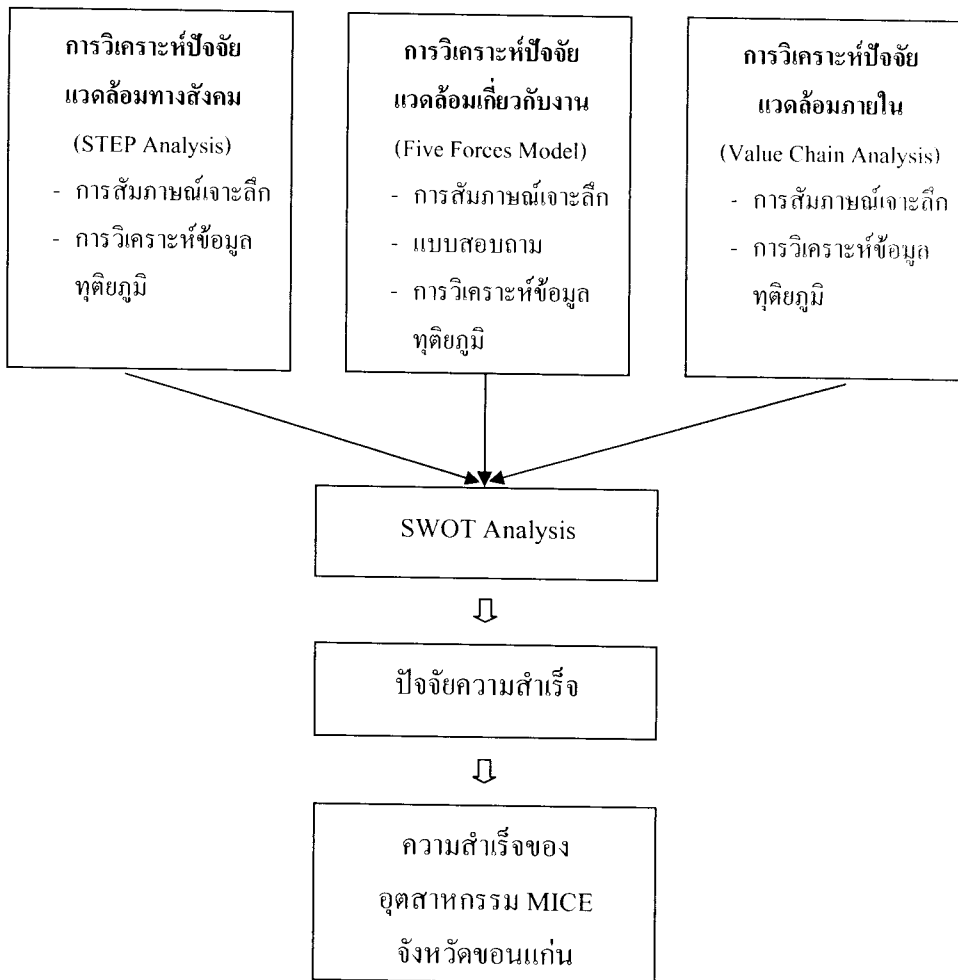 การวิเคราะห์ปัจจัย
แวดล้อมทางสังคม
(STEP Analysis)
- การสัมภาษณ์เจาะลึก
- การวิเคราะห์ข้อมูล
ทุติยภูมิ
การวิเคราะห์ปัจจัย
แวดล้อมเกี่ยวกับงาน
(Five Forces Model)
- การสัมภาษณ์เจาะลึก
- แบบสอบถาม
- การวิเคราะห์ข้อมูล
ทุติยภูมิ
การวิเคราะห์ปัจจัย
แวดล้อมภายใน
(Value Chain Analysis)
- การสัมภาษณ์เจาะลึก
- การวิเคราะห์ข้อมูล
ทุติยภูมิ
SWOT Analysis
ปัจจัยความสำเร็จ
ความสำเร็จของ
อุตสาหกรรม MICE
จังหวัดขอนแก่น